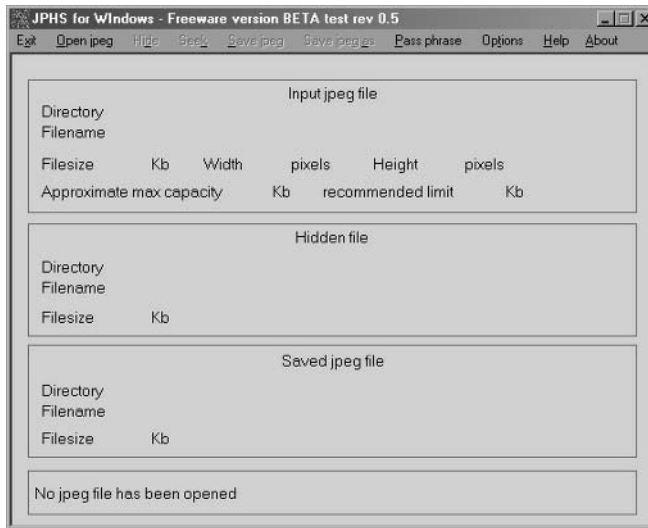 JPHS for WIndows - Freeware version BETA test rev 0.5
Exit Open jpeg Hide Seek Save jpeg Save jpeg as Pass phrase Options Help About
Input jpeg file
Directory
Filename
Filesize Kb Width pixels Height pixels
Approximate max capacity Kb recommended limit Kb
Hidden file
Directory
Filename
Filesize Kb
Saved jpeg file
Directory
Filename
Filesize Kb
No jpeg file has been opened